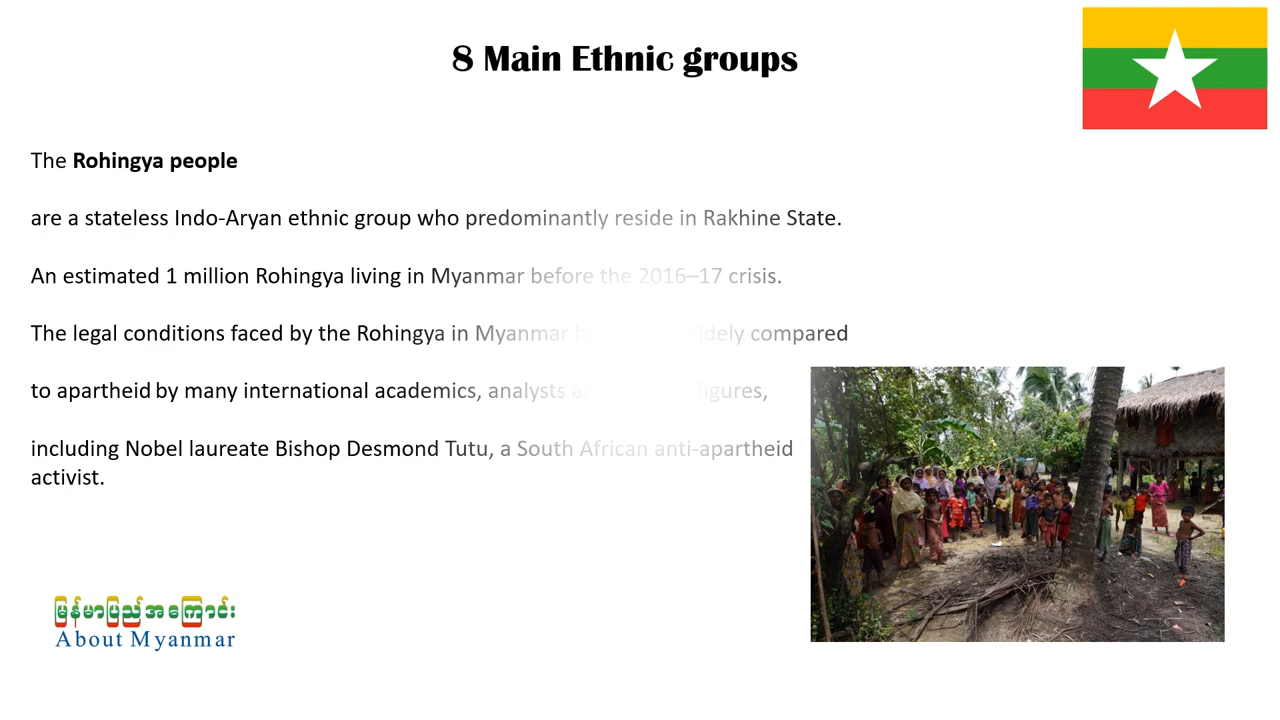 8 Main Ethnic groups
The Rohingya people
are a stateless Indo-Aryan ethnic group who predominantly reside in Rakhine State.
An estimated 1 million Rohingya living in Myanmar before the 2016–17 crisis.
The legal conditions faced by the Rohingya in Myanmar compared
to apartheid by many international academics, analysts figures,
including Nobel laureate Bishop Desmond Tutu, a South African anti-apartheid
activist.
မြန်မာပြည်အကြောင်း
About Myanmar